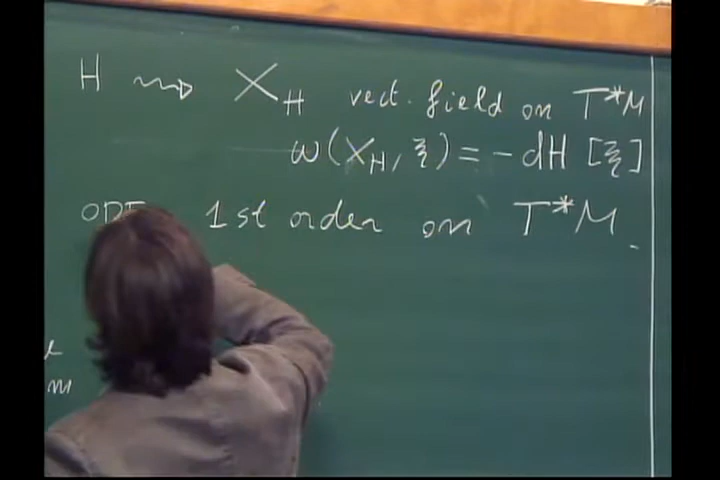 H ⇝ X_H vect. field on T*M
ω(X_H, ξ) = - dH [ξ]
ODE 1st order on T*M.